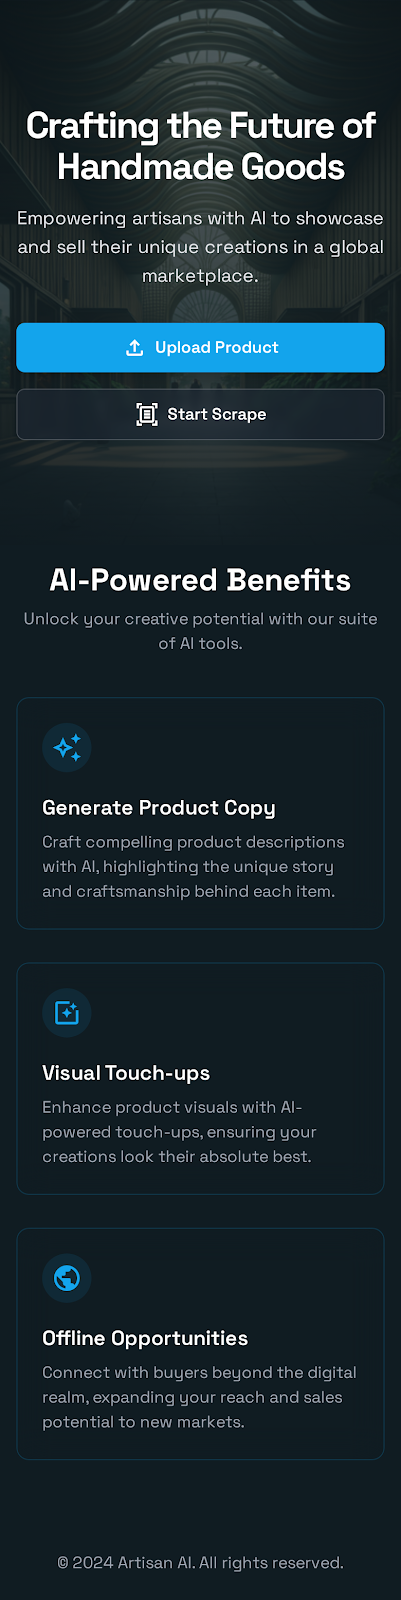 Crafting the Future of
Handmade Goods
Empowering artisans with AI to showcase
and sell their unique creations in a global
marketplace.
Upload Product
Start Scrape
AI-Powered Benefits
Unlock your creative potential with our suite
of AI tools.
Generate Product Copy
Craft compelling product descriptions
with AI, highlighting the unique story
and craftsmanship behind each item.
Visual Touch-ups
Enhance product visuals with AI-
powered touch-ups, ensuring your
creations look their absolute best.
Offline Opportunities
Connect with buyers beyond the digital
realm, expanding your reach and sales
potential to new markets.
© 2024 Artisan AI. All rights reserved.